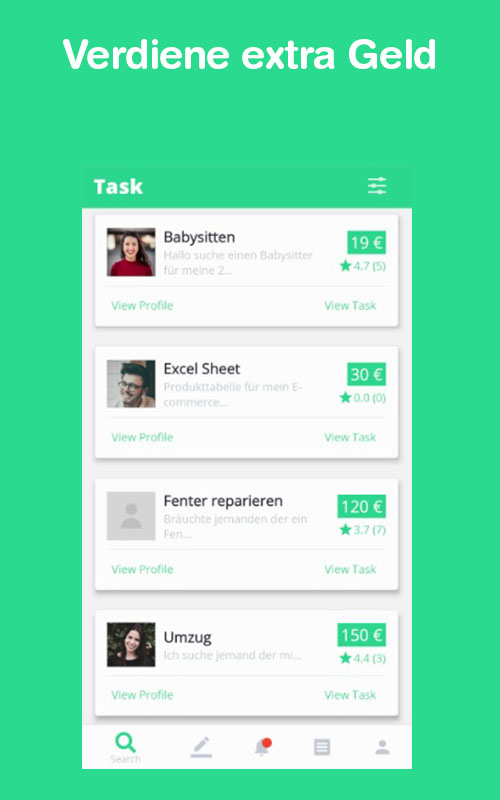 Verdiene extra Geld
Task
Babysitten
19 €
Hallo suche einen Babysitter
für meine 2...
4.7 (5)
View Profile
View Task
Excel Sheet
30 €
Produkttabelle für mein E-
commerce...
0.0 (0)
View Profile
View Task
Fenter reparieren
120 €
Bräuchte jemanden der ein
Fen...
3.7 (7)
View Profile
View Task
Umzug
150 €
Ich suche jemand der mi...
4.4 (3)
View Profile
View Task
Search